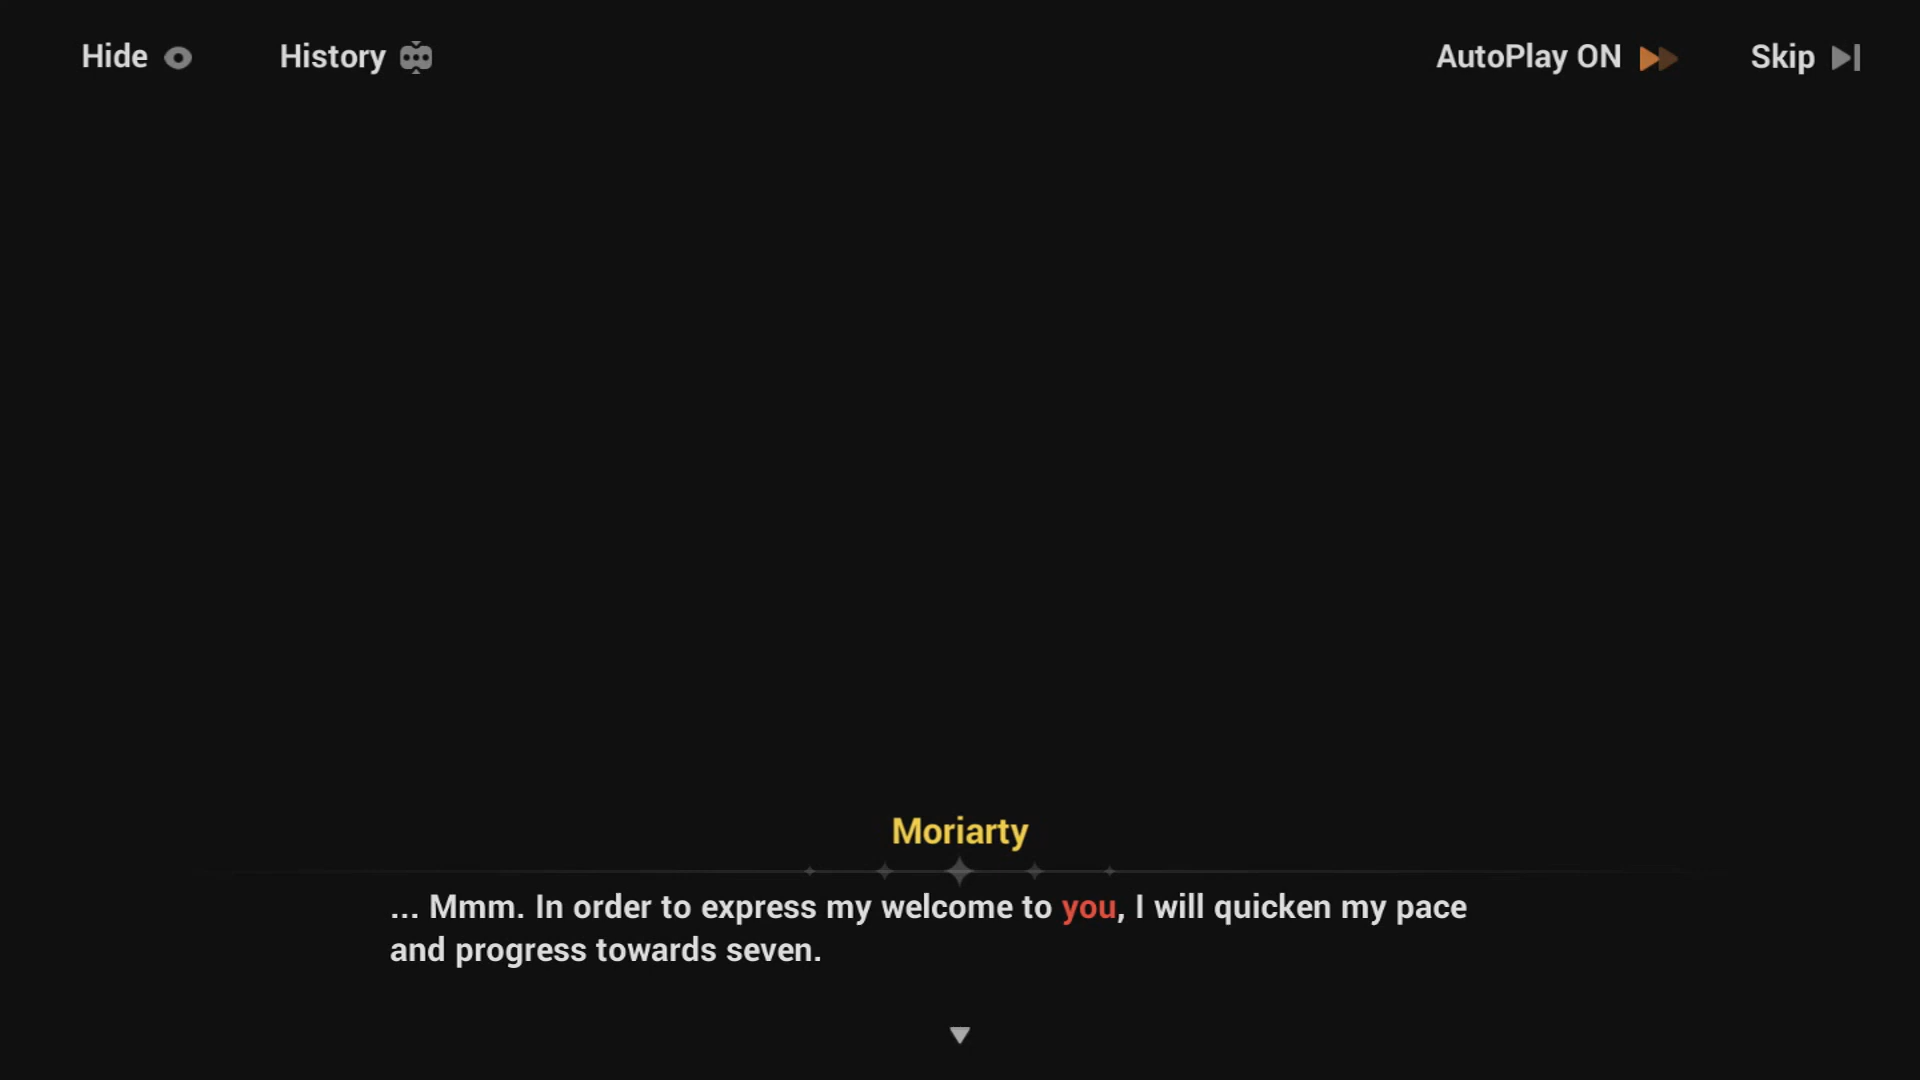 Hide
History
AutoPlay ON
Skip
Moriarty
... Mmm. In order to express my welcome to you, I will quicken my pace
and progress towards seven.